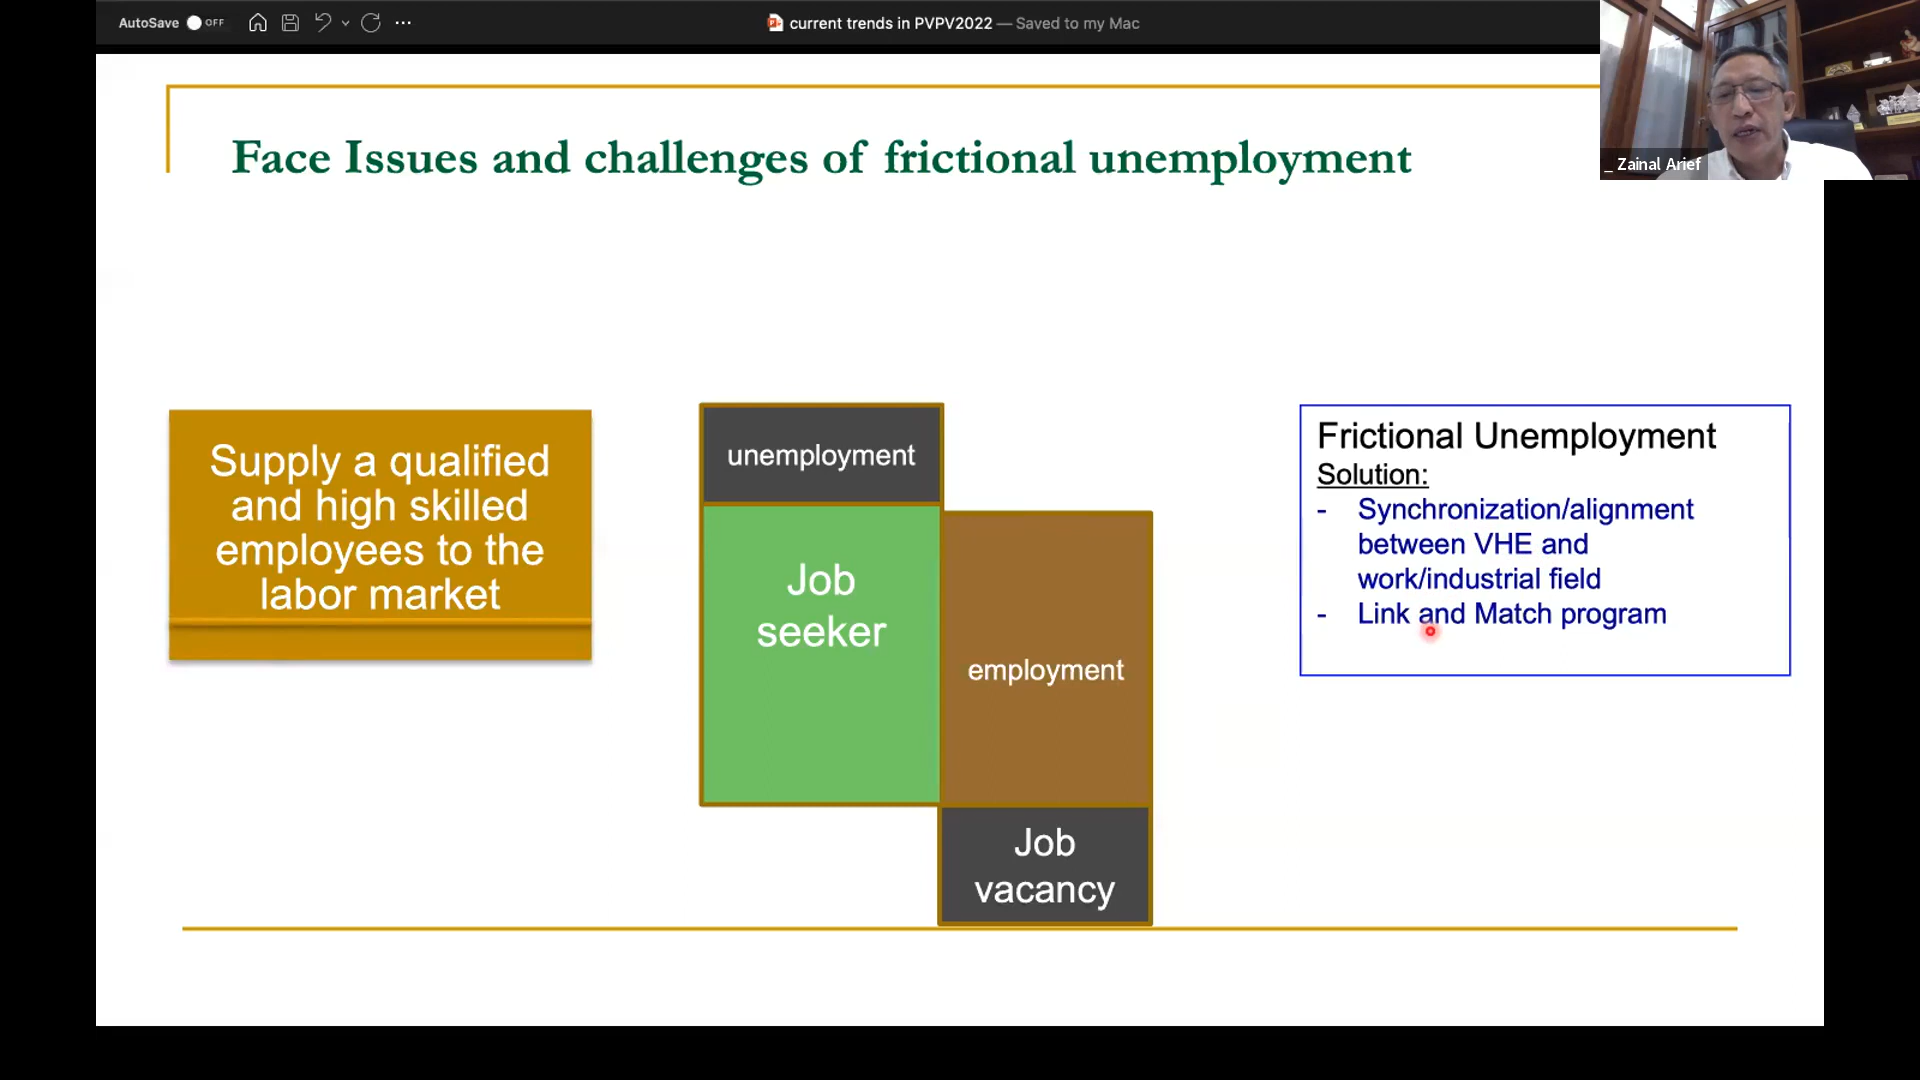 AutoSave OFF
current trends in PVPV2022 — Saved to my Mac
_ Zainal Arief
Face Issues and challenges of frictional unemployment
Supply a qualified
and high skilled
employees to the
labor market
unemployment
Job
seeker
employment
Job
vacancy
Frictional Unemployment
Solution:
- Synchronization/alignment
between VHE and
work/industrial field
- Link and Match program